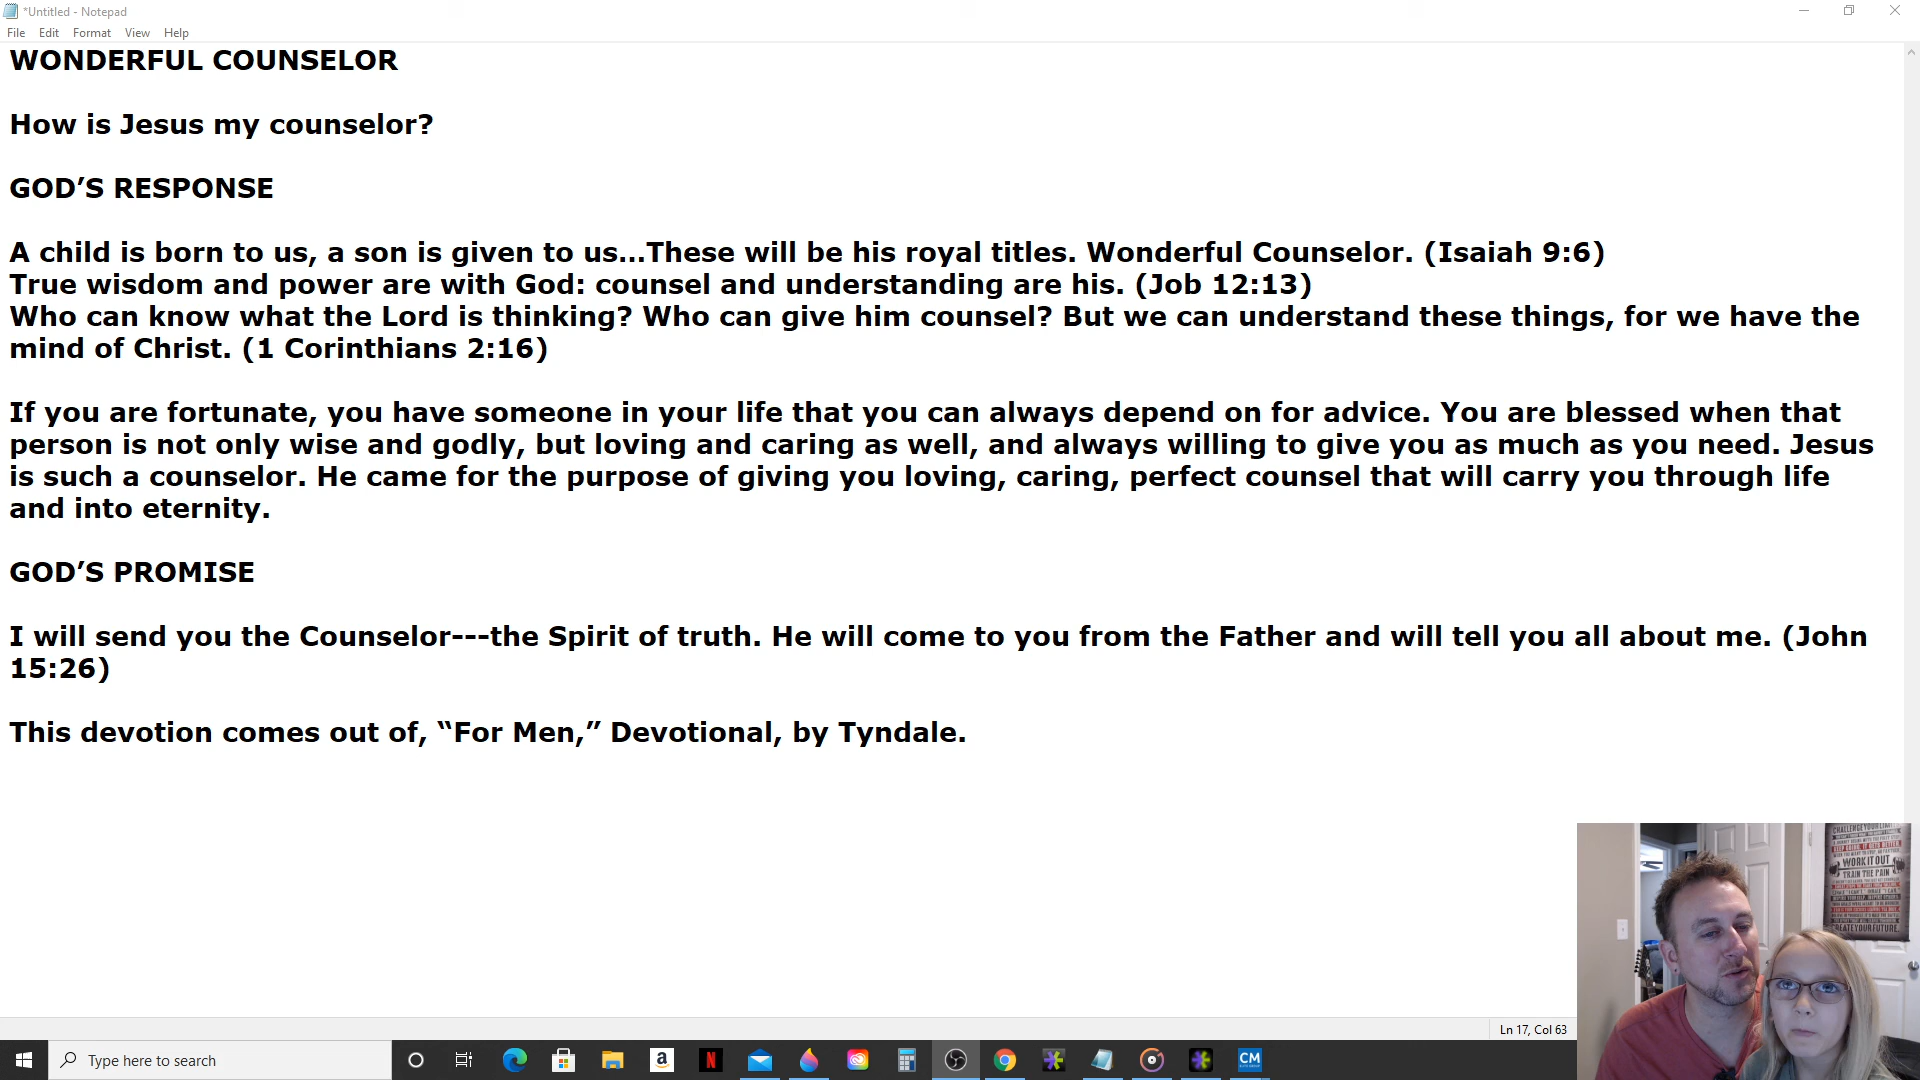 *Untitled - Notepad
File Edit Format View Help
WONDERFUL COUNSELOR
How is Jesus my counselor?
GOD’S RESPONSE
A child is born to us, a son is given to us...These will be his royal titles. Wonderful Counselor. (Isaiah 9:6)
True wisdom and power are with God: counsel and understanding are his. (Job 12:13)
Who can know what the Lord is thinking? Who can give him counsel? But we can understand these things, for we have the
mind of Christ. (1 Corinthians 2:16)
If you are fortunate, you have someone in your life that you can always depend on for advice. You are blessed when that
person is not only wise and godly, but loving and caring as well, and always willing to give you as much as you need. Jesus
is such a counselor. He came for the purpose of giving you loving, caring, perfect counsel that will carry you through life
and into eternity.
GOD’S PROMISE
I will send you the Counselor---the Spirit of truth. He will come to you from the Father and will tell you all about me. (John
15:26)
This devotion comes out of, “For Men,” Devotional, by Tyndale.
WORK IT OUT
TRAIN THE PAIN
CREATE YOUR FUTURE
Ln 17, Col 63
Type here to search
a
N
CM